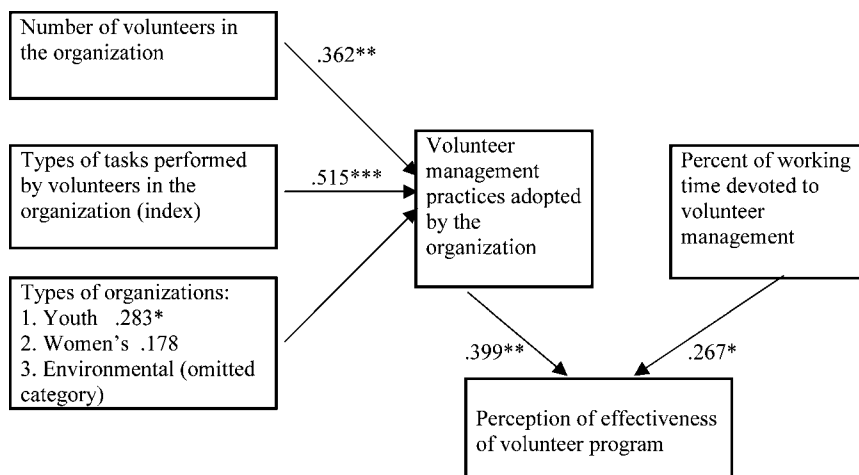 Number of volunteers in
the organization
.362**
Types of tasks performed
by volunteers in the
organization (index)
.515***
Types of organizations:
1. Youth .283*
2. Women's .178
3. Environmental (omitted
category)
Volunteer
management
practices adopted
by the
organization
Percent of working
time devoted to
volunteer
management
.399**
.267*
Perception of effectiveness
of volunteer program